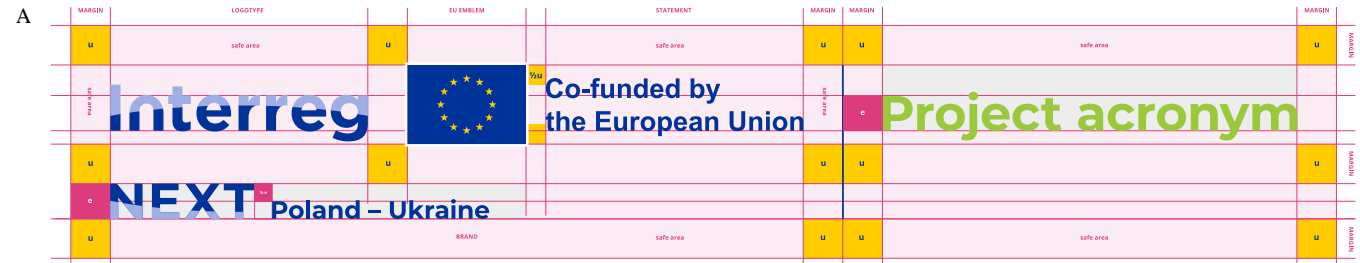 A
MARGIN LOGOTYPE EU EMBLEM STATEMENT MARGIN MARGIN MARGIN
u safe area u safe area u u safe area u MARGIN
safe area Interreg ½u Co-funded by
the European Union safe area e Project acronym
u u u u u MARGIN
e NEXT Poland – Ukraine
u BRAND safe area u u safe area u MARGIN